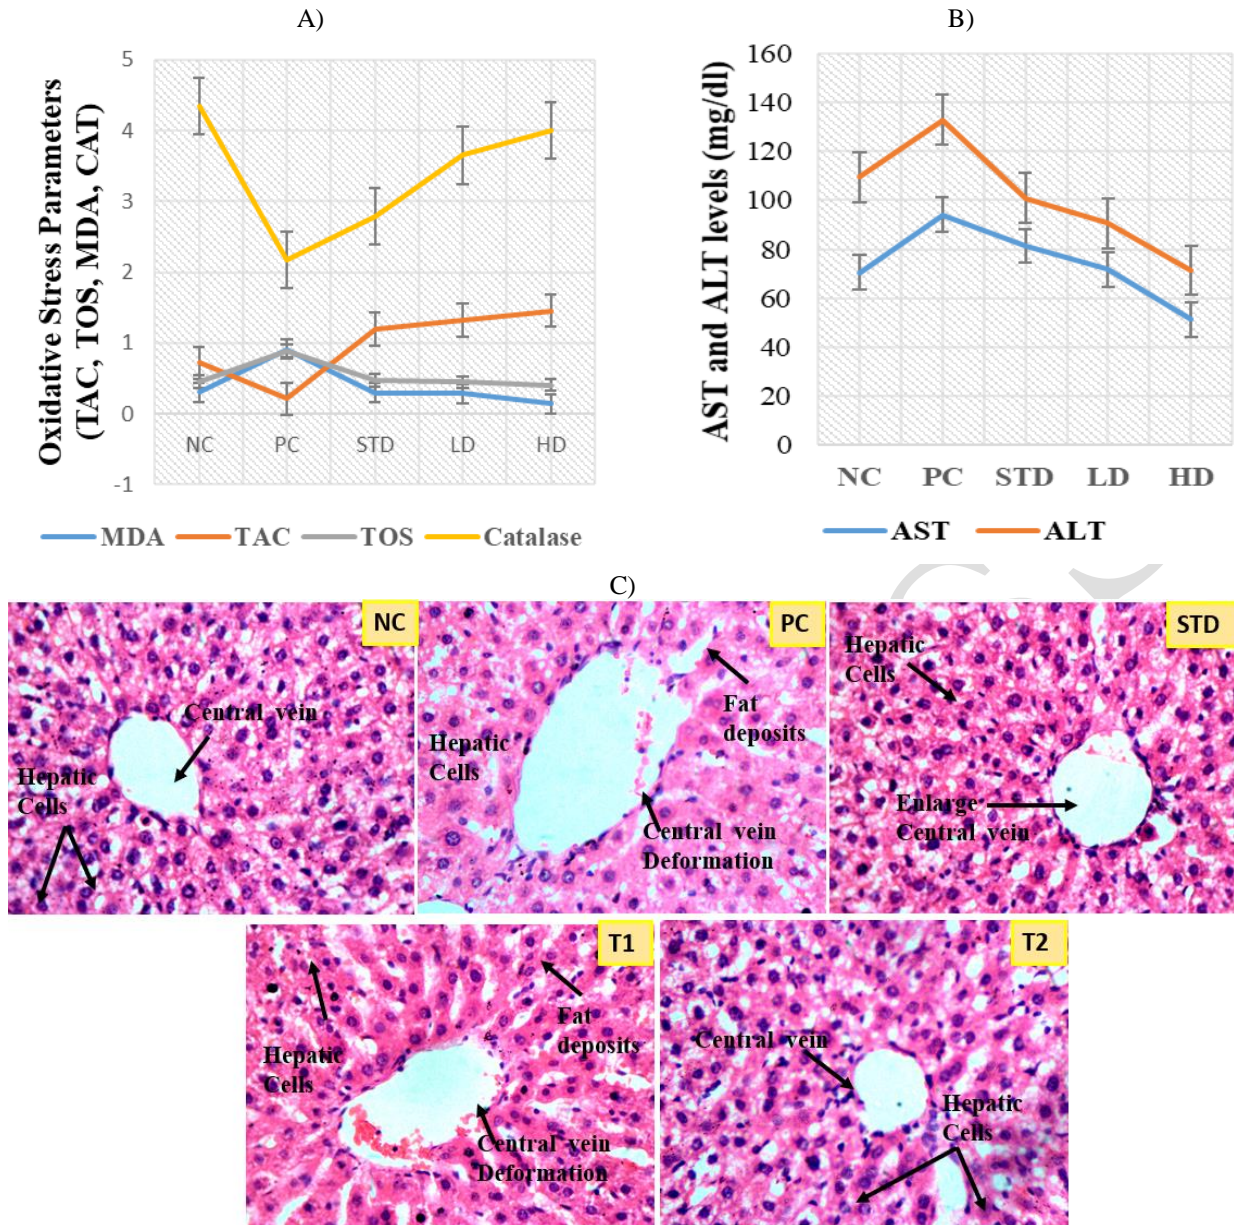 A)
B)
Oxidative Stress Parameters
(TAC, TOS, MDA, CAT)
5
4
3
2
1
0
-1
NC PC STD LD HD
MDA TAC TOS Catalase
AST and ALT levels (mg/dl)
160
140
120
100
80
60
40
20
0
NC PC STD LD HD
AST ALT
C)
NC
Central vein
Hepatic
Cells
PC
Fat
deposits
Hepatic
Cells
Central vein
Deformation
STD
Hepatic
Cells
Enlarge
Central vein
T1
Fat
deposits
Hepatic
Cells
Central vein
Deformation
T2
Central vein
Hepatic
Cells